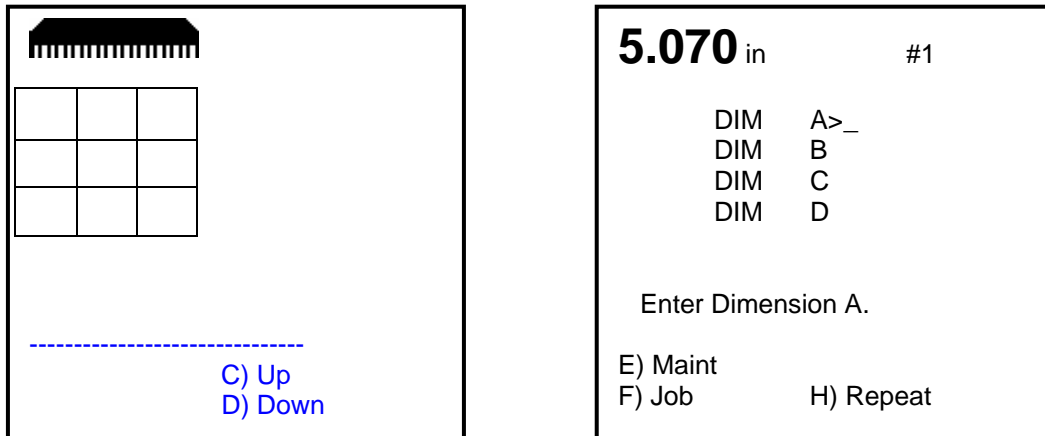 -------------------------------
C) Up
D) Down
5.070 in #1
DIM A>_
DIM B
DIM C
DIM D
Enter Dimension A.
E) Maint
F) Job H) Repeat